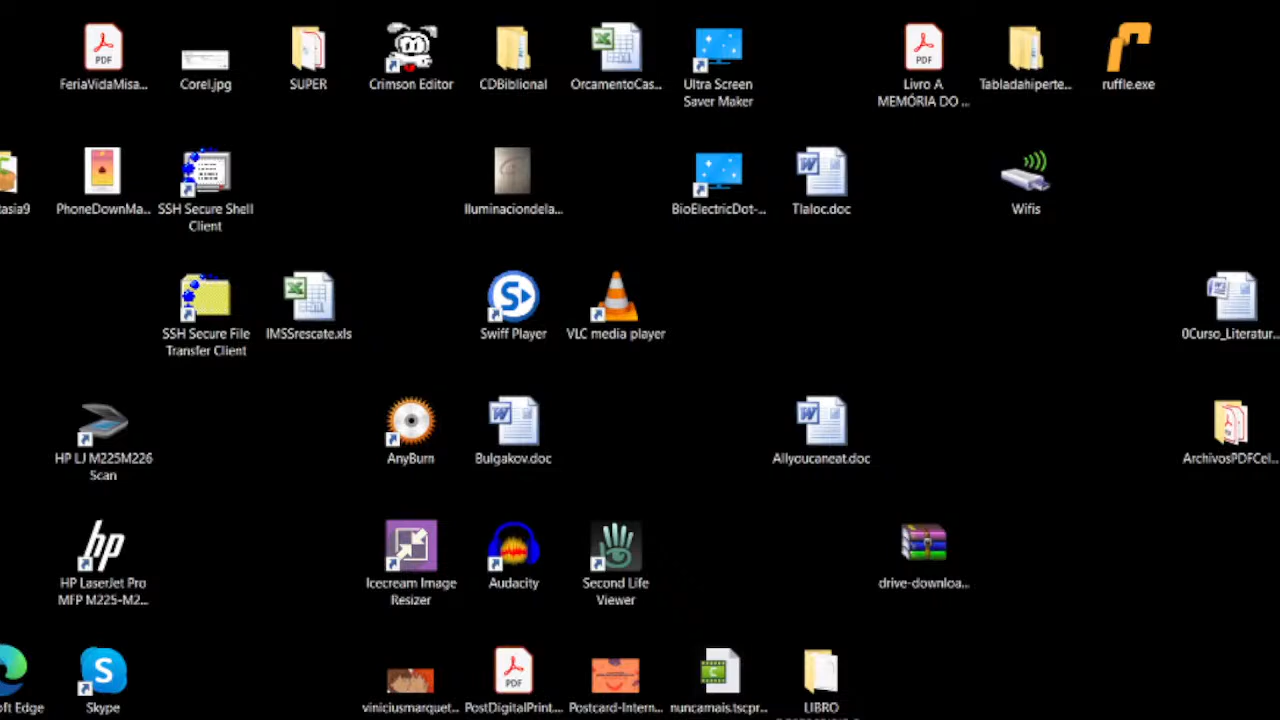 FeriaVidaMisa...
Corel.jpg
SUPER
Crimson Editor
CDBiblional
OrcamentoCas...
Ultra Screen
Saver Maker
PDF
Livro A
MEMÓRIA DO ...
Tabladahiperte...
ruffle.exe
tasia9
PhoneDownMa...
SSH Secure Shell
Client
Iluminaciondela...
BioElectricDot-...
Tlaloc.doc
Wifis
SSH Secure File
Transfer Client
IMSSrescate.xls
Swiff Player
VLC media player
0Curso_Literatur...
HP LJ M225M226
Scan
AnyBurn
Bulgakov.doc
Allyoucaneat.doc
ArchivosPDFCel...
hp
HP LaserJet Pro
MFP M225-M2...
Icecream Image
Resizer
Audacity
Second Life
Viewer
drive-downloa...
oft Edge
Skype
viniciusmarquet...
PDF
PostDigitalPrint...
Postcard-Intern...
nuncamais.tscpr...
LIBRO